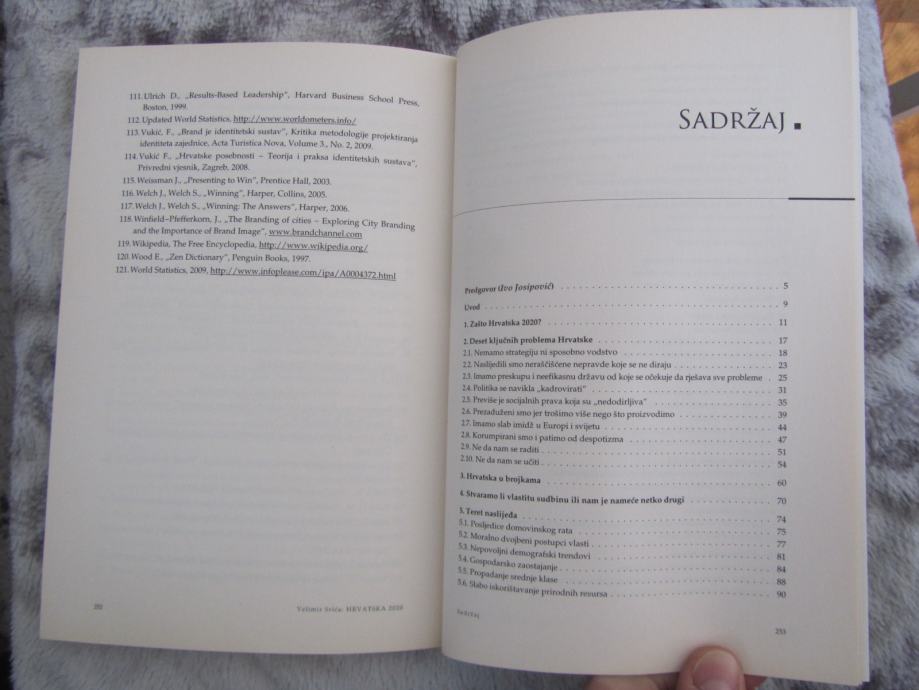 111. Ulrich D., „Results-Based Leadership", Harvard Business School Press,
Boston, 1999.
112. Updated World Statistics, http://www.worldometers.info/
113. Vukić, F., „Brand je identitetski sustav", Kritika metodologije projektiranja
identiteta zajednice, Acta Turistica Nova, Volume 3., No. 2, 2009.
114. Vukić F., „Hrvatske posebnosti – Teorija i praksa identitetskih sustava",
Privredni vjesnik, Zagreb, 2008.
115. Weissman J., „Presenting to Win", Prentice Hall, 2003.
116. Welch J., Welch S., „Winning", Harper, Collins, 2005.
117. Welch J., Welch S., „Winning: The Answers", Harper, 2006.
118. Winfield–Pfefferkorn, J., „The Branding of cities – Exploring City Branding
and the Importance of Brand Image", www.brandchannel.com
119. Wikipedia, The Free Encyclopedia, http://www.wikipedia.org/
120. Wood E., „Zen Dictionary", Penguin Books, 1997.
121. World Statistics, 2009, http://www.infoplease.com/ipa/A0004372.html
252
Velimir Srića: HRVATSKA 2020
SADRŽAJ.
Predgovor (Ivo Josipović) 5
Uvod 9
1. Zašto Hrvatska 2020? 11
2. Deset ključnih problema Hrvatske 17
2.1. Nemamo strategiju ni sposobno vodstvo 18
2.2. Naslijedili smo neraščišćene nepravde koje se ne diraju 23
2.3. Imamo preskupu i neefikasnu državu od koje se očekuje da rješava sve probleme 25
2.4. Politika se navikla „kadrovirati" 31
2.5. Previše je socijalnih prava koja su „nedodirljiva" 35
2.6. Prezaduženi smo jer trošimo više nego što proizvodimo 39
2.7. Imamo slab imidž u Europi i svijetu 44
2.8. Korumpirani smo i patimo od despotizma 47
2.9. Ne da nam se raditi 51
2.10. Ne da nam se učiti 54
3. Hrvatska u brojkama 60
4. Stvaramo li vlastitu sudbinu ili nam je nameće netko drugi 70
5. Teret naslijeđa 74
5.1. Posljedice domovinskog rata 75
5.2. Moralno dvojbeni postupci vlasti 77
5.3. Nepovoljni demografski trendovi 81
5.4. Gospodarsko zaostajanje 84
5.5. Propadanje srednje klase 88
5.6. Slabo iskorištavanje prirodnih resursa 90
Sadržaj
253